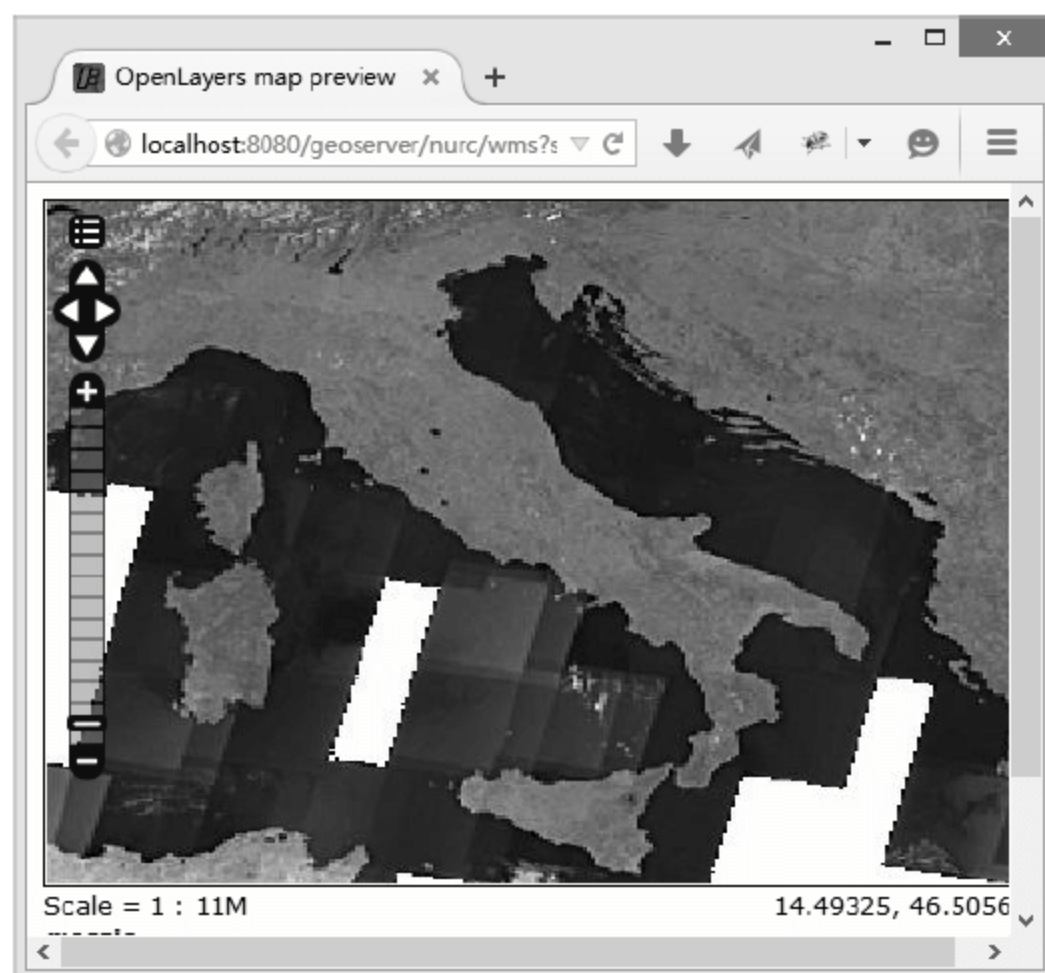 OpenLayers map preview
localhost:8080/geoserver/nurc/wms?s
Scale = 1 : 11M
14.49325, 46.5056